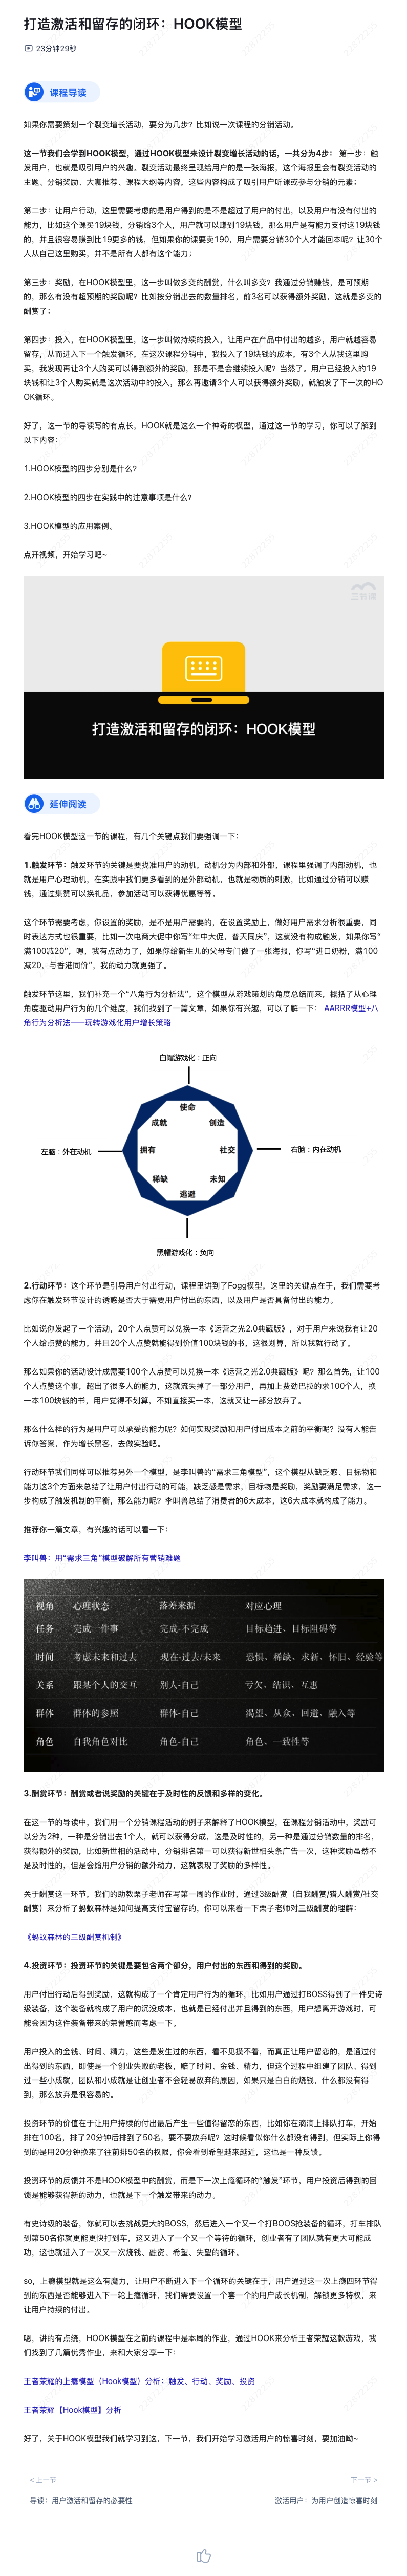 打造激活和留存的闭环：HOOK模型
23分钟29秒
课程导读
如果你需要策划一个裂变增长活动，要分为几步？比如说一次课程的分销活动。
这一节我们会学到HOOK模型，通过HOOK模型来设计裂变增长活动的话，一共分为4步： 第一步：触
发用户，也就是吸引用户的兴趣。裂变活动最终呈现给用户的是一张海报，这个海报里会有裂变活动的
主题、分销奖励、大咖推荐、课程大纲等内容，这些内容构成了吸引用户听课或参与分销的元素；
第二步：让用户行动，这里需要考虑的是用户得到的是不是超过了用户的付出，以及用户有没有付出的
能力，比如这个课买19块钱，分销给3个人，用户就可以赚到19块钱，那么用户是有能力支付这19块钱
的，并且很容易赚到比19更多的钱，但如果你的课要卖190，用户需要分销30个人才能回本呢？让30个
人从自己这里购买，并不是所有人都有这个能力；
第三步：奖励，在HOOK模型里，这一步叫做多变的酬赏，什么叫多变？我通过分销赚钱，是可预期
的，那么有没有超预期的奖励呢？比如按分销出去的数量排名，前3名可以获得额外奖励，这就是多变的
酬赏了；
第四步：投入，在HOOK模型里，这一步叫做持续的投入，让用户在产品中付出的越多，用户就越容易
留存，从而进入下一个触发循环，在这次课程分销中，我投入了19块钱的成本，有3个人从我这里购
买，我发现再让3个人购买可以得到额外的奖励，那是不是会继续投入呢？当然了。用户已经投入的19
块钱和让3个人购买就是这次活动中的投入，那么再邀请3个人可以获得额外奖励，就触发了下一次的HO
OK循环。
好了，这一节的导读写的有点长，HOOK就是这么一个神奇的模型，通过这一节的学习，你可以了解到
以下内容：
1.HOOK模型的四步分别是什么？
2.HOOK模型的四步在实践中的注意事项是什么？
3.HOOK模型的应用案例。
点开视频，开始学习吧~
三节课
打造激活和留存的闭环：HOOK模型
延伸阅读
看完HOOK模型这一节的课程，有几个关键点我们要强调一下：
1.触发环节：触发环节的关键是要找准用户的动机，动机分为内部和外部，课程里强调了内部动机，也
就是用户心理动机，在实践中我们更多看到的是外部动机，也就是物质的刺激，比如通过分销可以赚
钱，通过集赞可以换礼品，参加活动可以获得优惠等等。
这个环节需要考虑，你设置的奖励，是不是用户需要的，在设置奖励上，做好用户需求分析很重要，同
时表达方式也很重要，比如一次电商大促中你写“年中大促，普天同庆”，这就没有构成触发，如果你写“
满100减20”，嗯，我有点动力了，如果你给新生儿的父母专门做了一张海报，你写“进口奶粉，满100
减20，与香港同价”，我的动力就更强了。
触发环节这里，我们补充一个“八角行为分析法”，这个模型从游戏策划的角度总结而来，概括了从心理
角度驱动用户行为的几个维度，我们找到了一篇文章，如果你有兴趣，可以了解一下： AARRR模型+八
角行为分析法——玩转游戏化用户增长策略
白帽游戏化：正向
使命
成就 创造
左脑：外在动机 拥有 社交 右脑：内在动机
稀缺 未知
逃避
黑帽游戏化：负向
2.行动环节：这个环节是引导用户付出行动，课程里讲到了Fogg模型，这里的关键点在于，我们需要考
虑你在触发环节设计的诱惑是否大于需要用户付出的东西，以及用户是否具备付出的能力。
比如说你发起了一个活动，20个人点赞可以兑换一本《运营之光2.0典藏版》，对于用户来说我有让20
个人给点赞的能力，并且20个人点赞就能得到价值100块钱的书，这很划算，所以我就行动了。
那么如果你的活动设计成需要100个人点赞可以兑换一本《运营之光2.0典藏版》呢？那么首先，让100
个人点赞这个事，超出了很多人的能力，这就流失掉了一部分用户，再加上费劲巴拉的求100个人，换
一本100块钱的书，用户觉得不划算，不如直接买一本，这就又让一部分放弃了。
那么什么样的行为是用户可以承受的能力呢？如何实现奖励和用户付出成本之前的平衡呢？没有人能告
诉你答案，作为增长黑客，去做实验吧。
行动环节我们同样可以推荐另外一个模型，是李叫兽的“需求三角模型”，这个模型从缺乏感、目标物和
能力这3个方面来总结了让用户付出行动的可能，缺乏感是需求，目标物是奖励，奖励要满足需求，这一
步构成了触发机制的平衡，那么能力呢？李叫兽总结了消费者的6大成本，这6大成本就构成了能力。
推荐你一篇文章，有兴趣的话可以看一下：
李叫兽：用“需求三角”模型破解所有营销难题
视角 心理状态 落差来源 对应心理
任务 完成一件事 完成-不完成 目标趋进、目标阻碍等
时间 考虑未来和过去 现在-过去/未来 恐惧、稀缺、求新、怀旧、经验等
关系 跟某个人的交互 别人-自己 亏欠、结识、互惠
群体 群体的参照 群体-自己 渴望、从众、回避、融入等
角色 自我角色对比 角色-自己 角色、一致性等
3.酬赏环节：酬赏或者说奖励的关键在于及时性的反馈和多样的变化。
在这一节的导读中，我们用一个分销课程活动的例子来解释了HOOK模型，在课程分销活动中，奖励可
以分为2种，一种是分销出去1个人，就可以获得分成，这是及时性的，另一种是通过分销数量的排名，
获得额外的奖励，比如新世相的活动中，分销排名第一可以获得新世相头条广告一次，这种奖励虽然不
是及时性的，但是会给用户分销的额外动力，这就表现了奖励的多样性。
关于酬赏这一环节，我们的助教栗子老师在写第一周的作业时，通过3级酬赏（自我酬赏/猎人酬赏/社交
酬赏）来分析了蚂蚁森林是如何提高支付宝留存的，你可以来看一下栗子老师对三级酬赏的理解：
《蚂蚁森林的三级酬赏机制》
4.投资环节：投资环节的关键是要包含两个部分，用户付出的东西和得到的奖励。
用户付出行动后得到奖励，这就构成了一个肯定用户行为的循环，比如用户通过打BOSS得到了一件史诗
级装备，这个装备就构成了用户的沉没成本，也就是已经付出并且得到的东西，用户想离开游戏时，可
能会因为这件装备带来的荣誉感而考虑一下。
用户投入的金钱、时间、精力，这些是发生过的东西，看不见摸不着，而真正让用户留恋的，是通过付
出得到的东西，即使是一个创业失败的老板，赔了时间、金钱、精力，但这个过程中组建了团队、得到
过一些小成就，团队和小成就是让创业者不会轻易放弃的原因，如果只是白白的烧钱，什么都没有得
到，那么放弃是很容易的。
投资环节的价值在于让用户持续的付出最后产生一些值得留恋的东西，比如你在滴滴上排队打车，开始
排在100名，排了20分钟后排到了50名，要不要放弃呢？这时候看似你什么都没有得到，但实际上你得
到的是用20分钟换来了往前排50名的权限，你会看到希望越来越近，这也是一种反馈。
投资环节的反馈并不是HOOK模型中的酬赏，而是下一次上瘾循环的“触发”环节，用户投资后得到的回
馈是能够获得新的动力，也就是下一个触发带来的动力。
有史诗级的装备，你就可以去挑战更大的BOSS，然后进入一个又一个打BOOS抢装备的循环，打车排队
到第50名你就更能更快打到车，这又进入了一个又一个等待的循环，创业者有了团队就有更大可能成
功，这也就进入了一次又一次烧钱、融资、希望、失望的循环。
so，上瘾模型就是这么有魔力，让用户不断进入下一个循环的关键在于，用户通过这一次上瘾四环节得
到的东西是否能够进入下一轮上瘾循环，我们需要设置一个套一个的用户成长机制，解锁更多特权，来
让用户持续的付出。
嗯，讲的有点绕，HOOK模型在之前的课程中是本周的作业，通过HOOK来分析王者荣耀这款游戏，我
们找到了几篇优秀作业，来和大家分享一下：
王者荣耀的上瘾模型（Hook模型）分析：触发、行动、奖励、投资
王者荣耀【Hook模型】分析
好了，关于HOOK模型我们就学习到这，下一节，我们开始学习激活用户的惊喜时刻，要加油呦~
< 上一节 下一节 >
导读：用户激活和留存的必要性 激活用户：为用户创造惊喜时刻